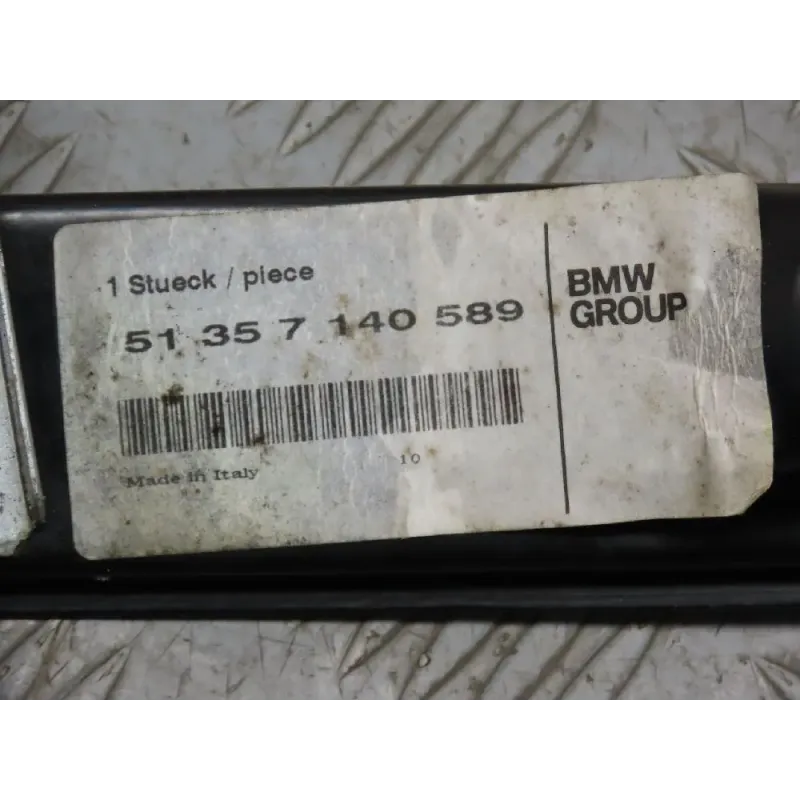 1 Stueck / piece
51 35 7 140 589
Made in Italy
10
BMW
GROUP